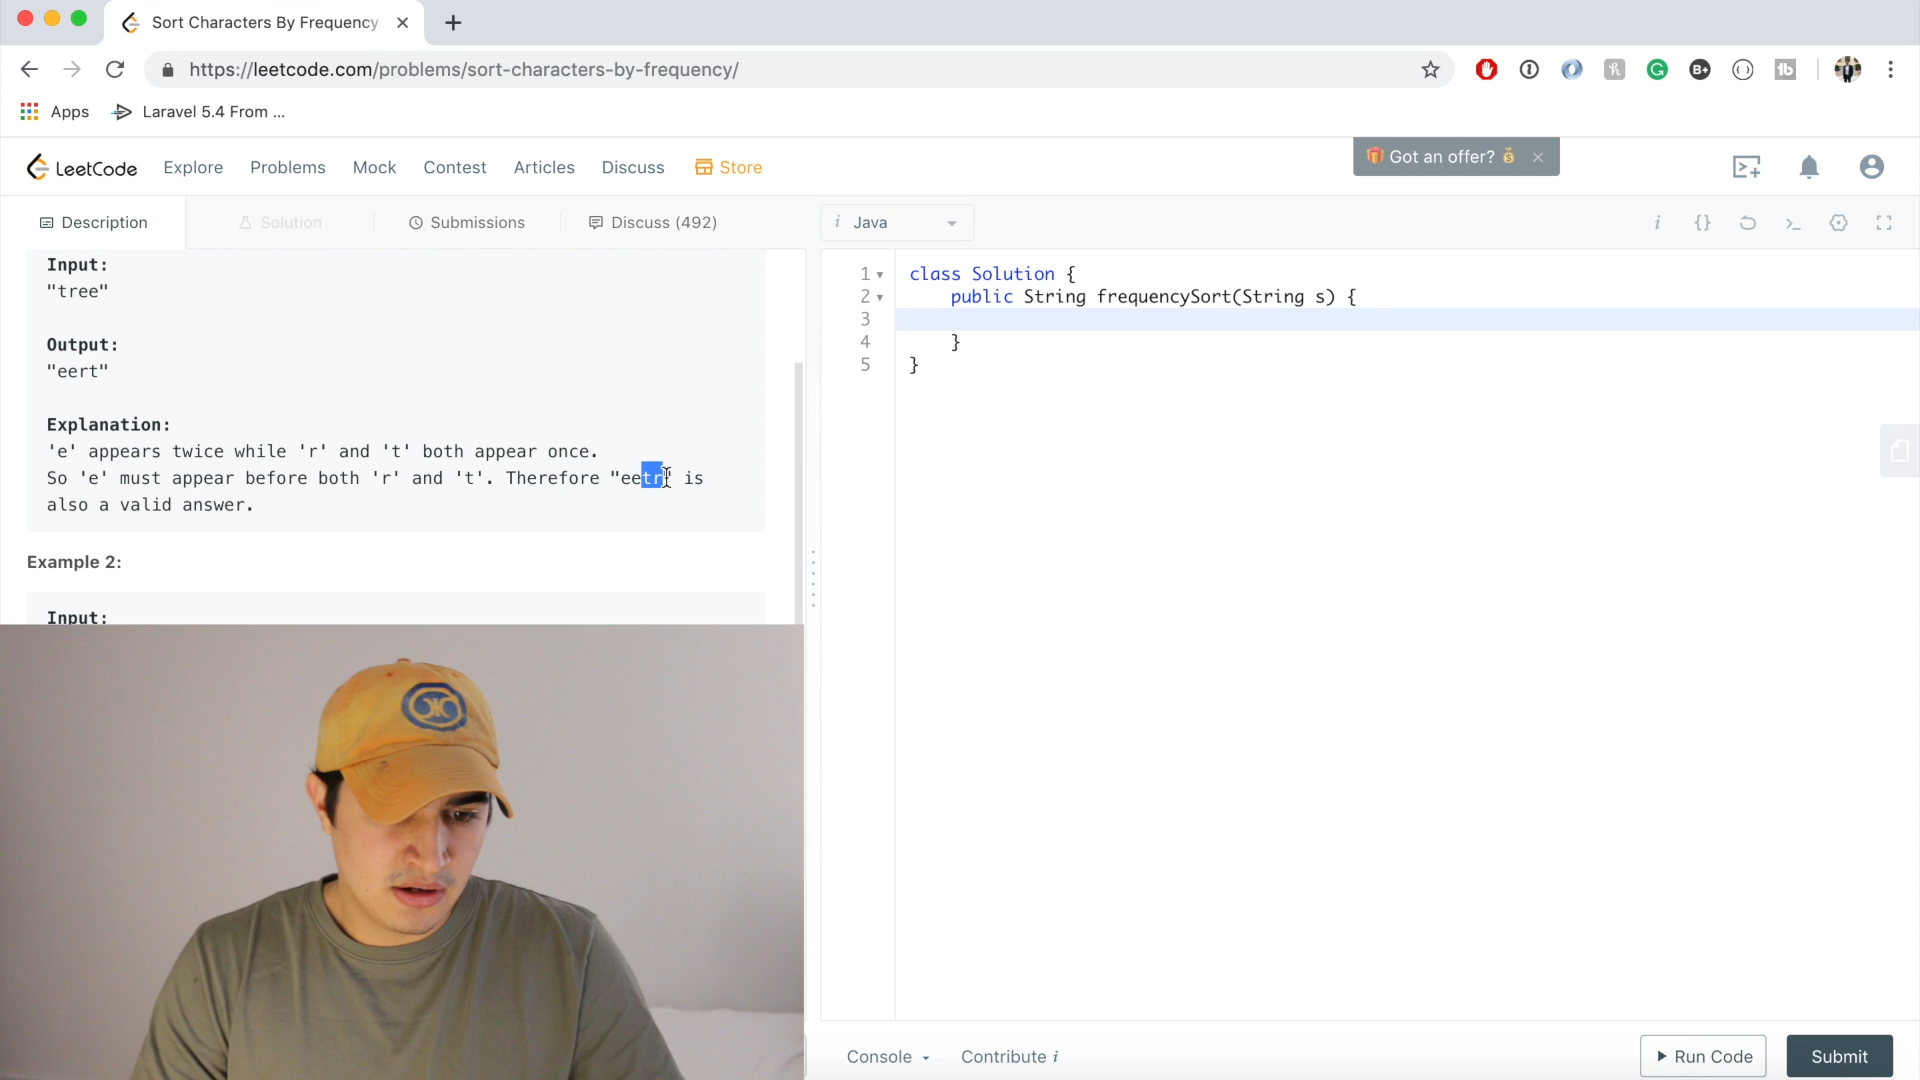 Sort Characters By Frequency
https://leetcode.com/problems/sort-characters-by-frequency/
Apps
Laravel 5.4 From ...
LeetCode
Explore
Problems
Mock
Contest
Articles
Discuss
Store
Got an offer?
Description
Solution
Submissions
Discuss (492)
i Java
Input:
"tree"
Output:
"eert"
Explanation:
'e' appears twice while 'r' and 't' both appear once.
So 'e' must appear before both 'r' and 't'. Therefore "eetr" is
also a valid answer.
Example 2:
Input:
1 class Solution {
2 public String frequencySort(String s) {
3
4 }
5 }
Console
Contribute i
Run Code
Submit